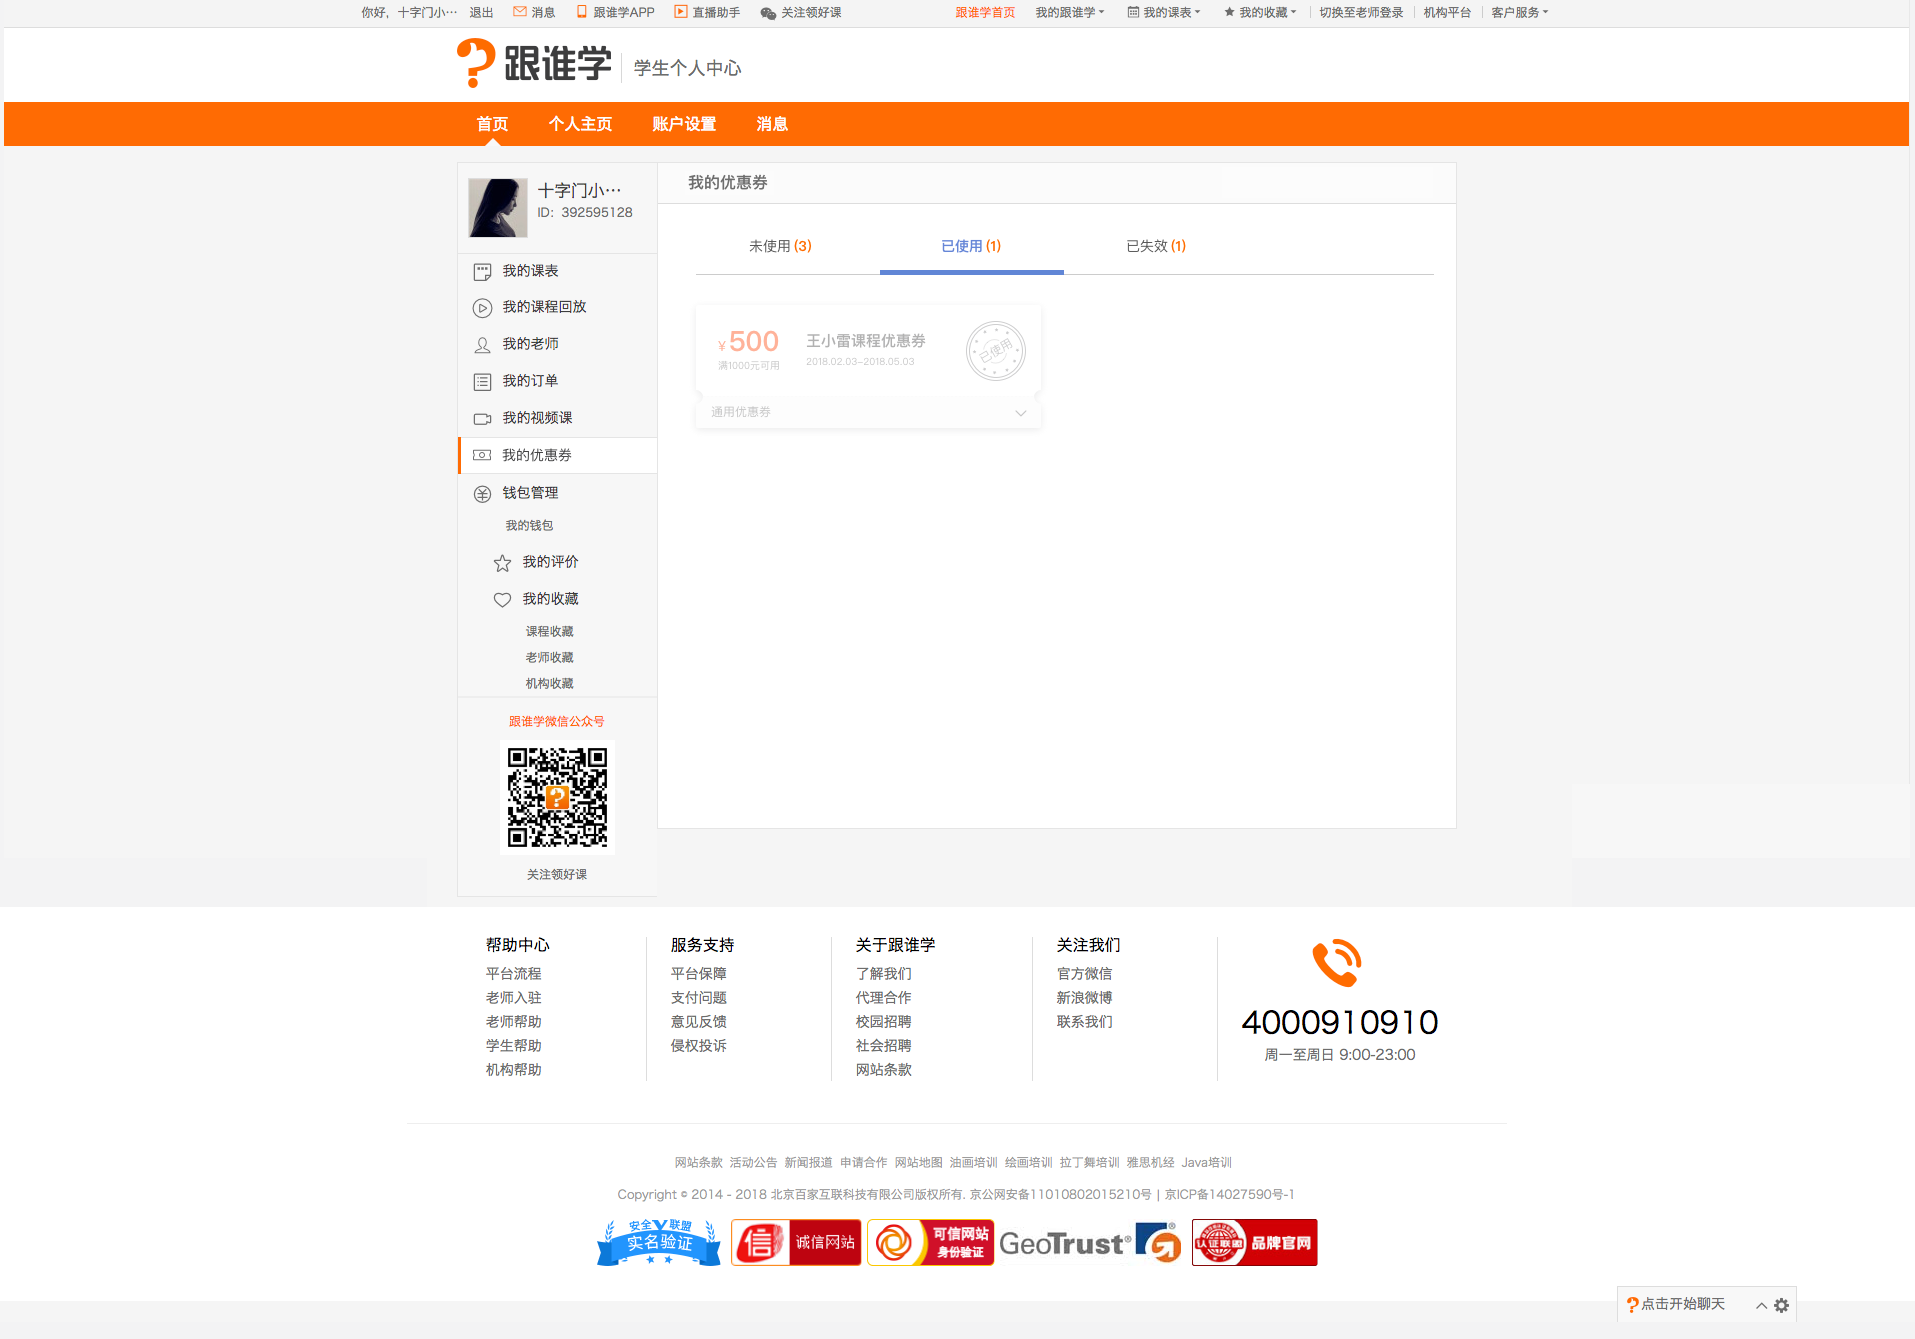 你好, 十字门小… 退出 消息 跟谁学APP 直播助手 关注领好课 跟谁学首页 我的跟谁学 我的课表 我的收藏 切换至老师登录 机构平台 客户服务
跟谁学 学生个人中心
首页 个人主页 账户设置 消息
十字门小…
ID: 392595128
我的课表
我的课程回放
我的老师
我的订单
我的视频课
我的优惠券
钱包管理
我的钱包
我的评价
我的收藏
课程收藏
老师收藏
机构收藏
跟谁学微信公众号
关注领好课
我的优惠券
未使用 (3) 已使用 (1) 已失效 (1)
¥500 王小雷课程优惠券
满1000元可用 2018.02.03~2018.05.03
已使用
通用优惠券
帮助中心
平台流程
老师入驻
老师帮助
学生帮助
机构帮助
服务支持
平台保障
支付问题
意见反馈
侵权投诉
关于跟谁学
了解我们
代理合作
校园招聘
社会招聘
网站条款
关注我们
官方微信
新浪微博
联系我们
4000910910
周一至周日 9:00-23:00
网站条款 活动公告 新闻报道 申请合作 网站地图 油画培训 绘画培训 拉丁舞培训 雅思机经 Java培训
Copyright © 2014 - 2018 北京百家互联科技有限公司版权所有. 京公网安备11010802015210号 | 京ICP备14027590号-1
安全联盟
实名验证
信 诚信网站
可信网站
身份验证
GeoTrust®
认证联盟 品牌官网
点击开始聊天